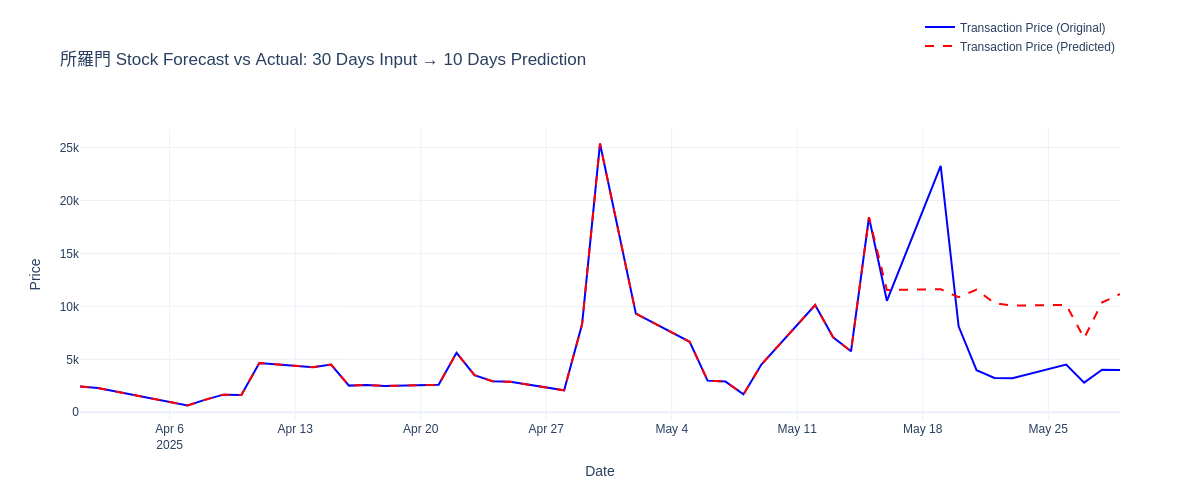 Transaction Price (Original)
Transaction Price (Predicted)
所羅門 Stock Forecast vs Actual: 30 Days Input → 10 Days Prediction
25k
20k
15k
10k
5k
0
Price
Apr 6
2025
Apr 13
Apr 20
Apr 27
May 4
May 11
May 18
May 25
Date